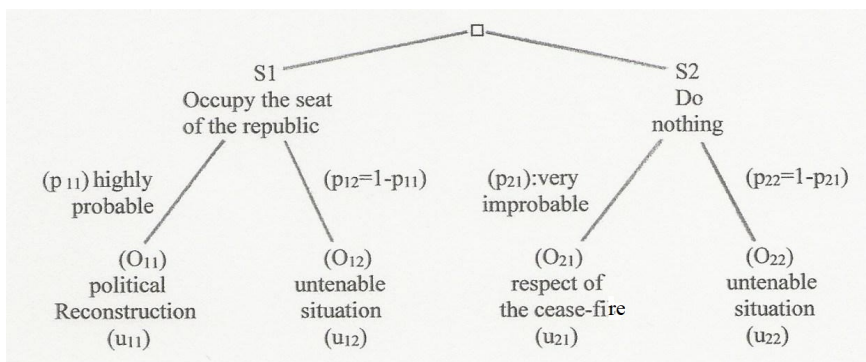 S1
Occupy the seat
of the republic
S2
Do
nothing
(p 11) highly
probable
(p12=1-p11)
(p21):very
improbable
(p22=1-p21)
(O11)
political
Reconstruction
(u11)
(O12)
untenable
situation
(u12)
(O21)
respect of
the cease-fire
(u21)
(O22)
untenable
situation
(u22)